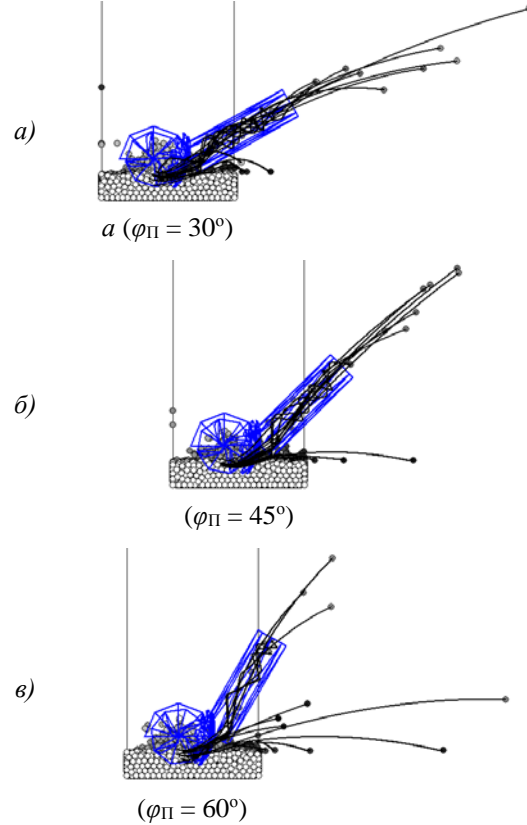 а)
а (φП = 30º)
б)
(φП = 45º)
в)
(φП = 60º)